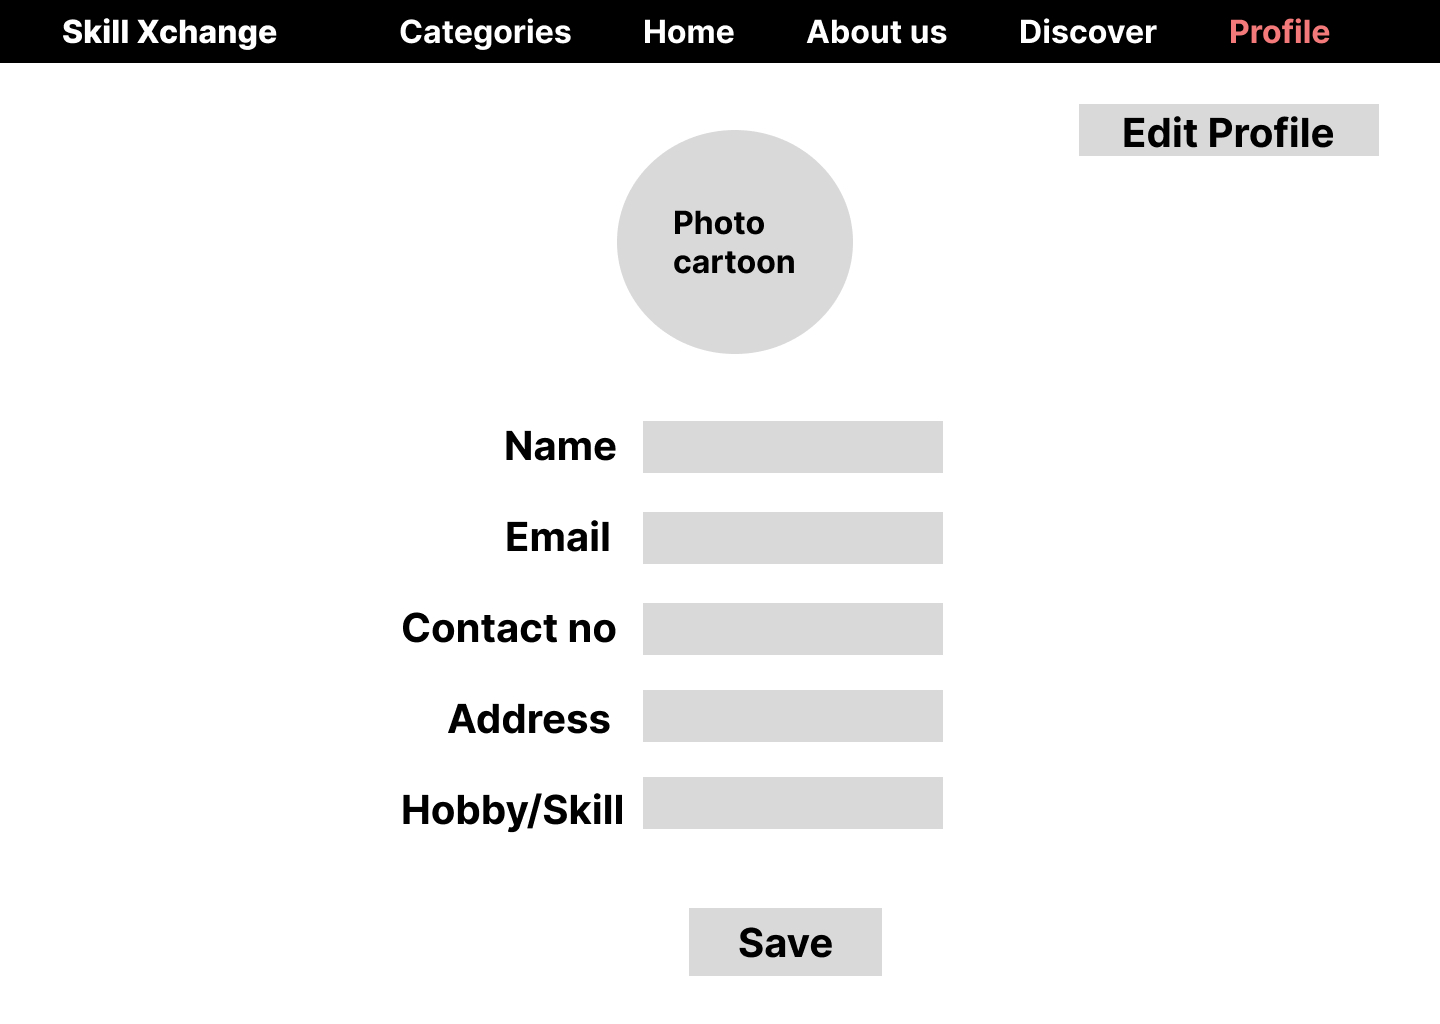 Skill Xchange Categories Home About us Discover Profile
Edit Profile
Photo
cartoon
Name
Email
Contact no
Address
Hobby/Skill
Save